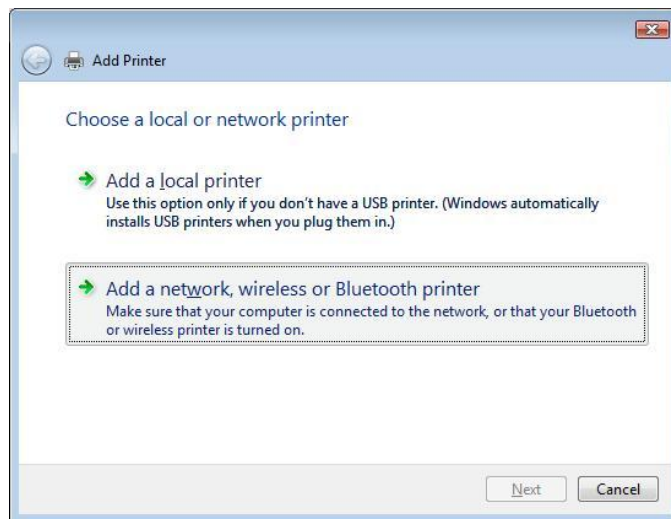 Add Printer
Choose a local or network printer
Add a local printer
Use this option only if you don't have a USB printer. (Windows automatically
installs USB printers when you plug them in.)
Add a network, wireless or Bluetooth printer
Make sure that your computer is connected to the network, or that your Bluetooth
or wireless printer is turned on.
Next Cancel